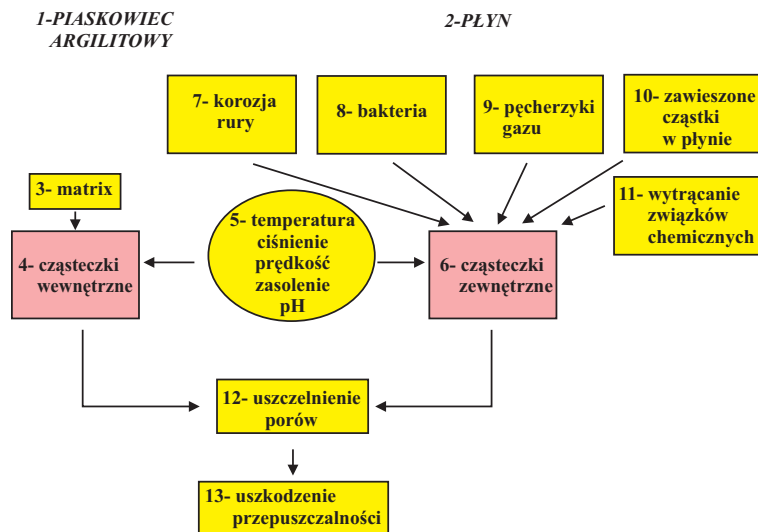 1-PIASKOWIEC
ARGILITOWY
2-PŁYN
7- korozja
rury
8- bakteria
9- pęcherzyki
gazu
10- zawieszone
cząstki
w płynie
11- wytrącanie
związków
chemicznych
3- matrix
4- cząsteczki
wewnętrzne
5- temperatura
ciśnienie
prędkość
zasolenie
pH
6- cząsteczki
zewnętrzne
12- uszczelnienie
porów
13- uszkodzenie
przepuszczalności